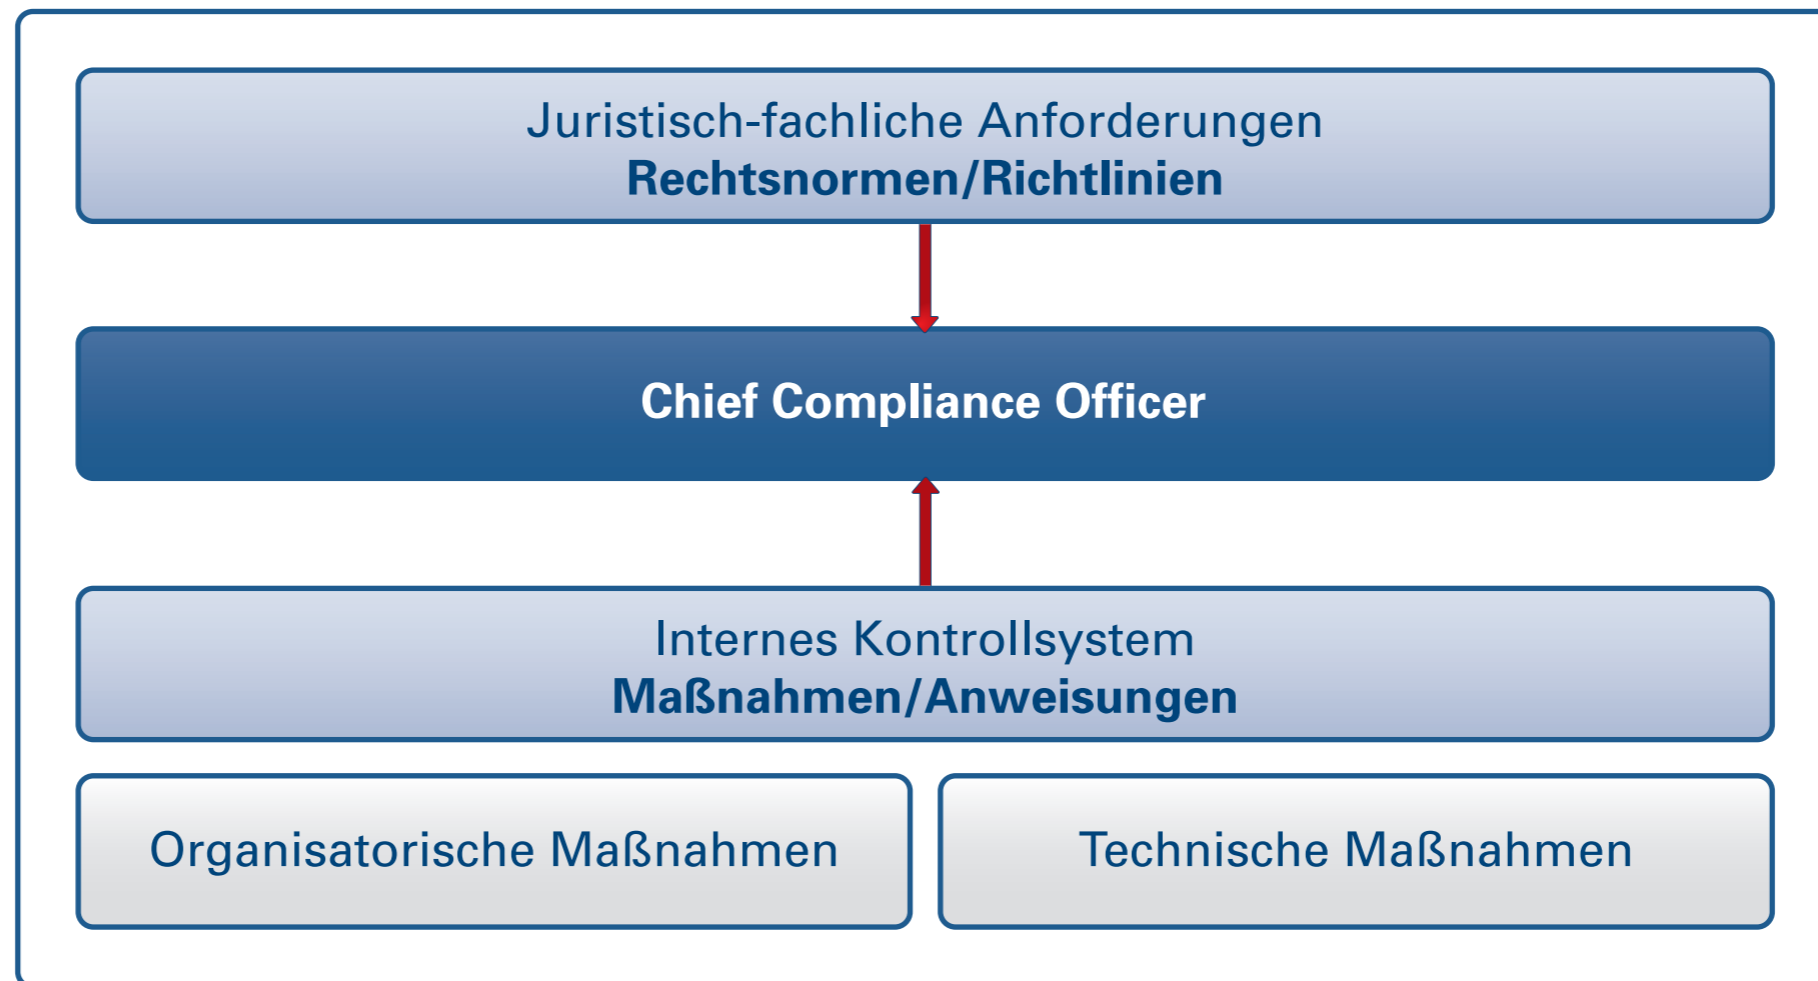 Juristisch-fachliche Anforderungen
Rechtsnormen/Richtlinien
Chief Compliance Officer
Internes Kontrollsystem
Maßnahmen/Anweisungen
Organisatorische Maßnahmen
Technische Maßnahmen